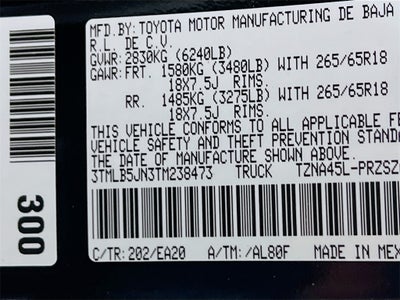 MFD.BY: TOYOTA MOTOR MANUFACTURING DE BAJA
R.L. DE C.V.
GVWR: 2830KG (6240LB)
GAWR: FRT. 1580KG (3480LB) WITH 265/65R18
18X7.5J RIMS.
RR. 1485KG (3275LB) WITH 265/65R18
18X7.5J RIMS.
THIS VEHICLE CONFORMS TO ALL APPLICABLE FE
VEHICLE SAFETY AND THEFT PREVENTION STANDA
THE DATE OF MANUFACTURE SHOWN ABOVE.
3TMLB5JN3TM238473 TRUCK TZNA45L-PRZSZ
C/TR: 202/EA20 A/TM: /AL80F MADE IN MEX
300